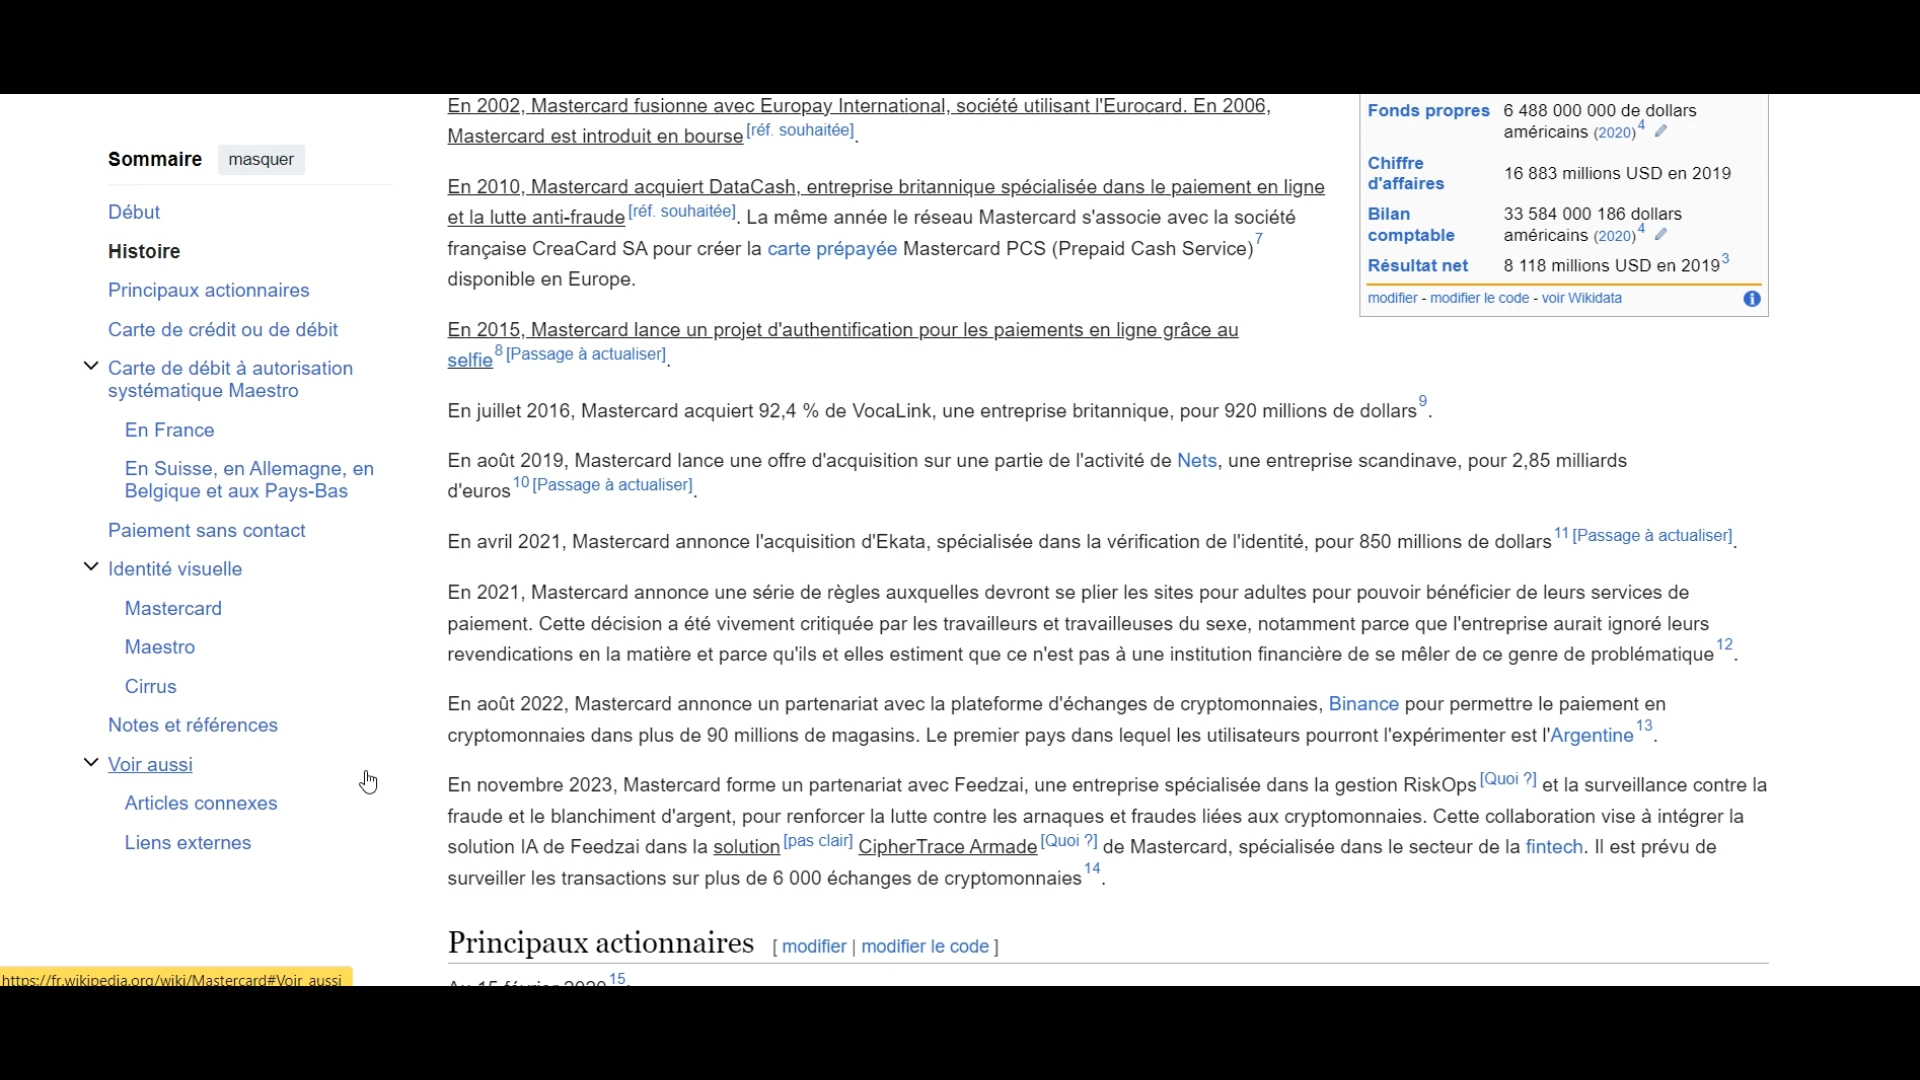 Sommaire masquer
Début
Histoire
Principaux actionnaires
Carte de crédit ou de débit
Carte de débit à autorisation
systématique Maestro
En France
En Suisse, en Allemagne, en
Belgique et aux Pays-Bas
Paiement sans contact
Identité visuelle
Mastercard
Maestro
Cirrus
Notes et références
Voir aussi
Articles connexes
Liens externes
En 2002, Mastercard fusionne avec Europay International, société utilisant l'Eurocard. En 2006,
Mastercard est introduit en bourse [réf. souhaitée].
En 2010, Mastercard acquiert DataCash, entreprise britannique spécialisée dans le paiement en ligne
et la lutte anti-fraude [réf. souhaitée]. La même année le réseau Mastercard s'associe avec la société
française CreaCard SA pour créer la carte prépayée Mastercard PCS (Prepaid Cash Service) 7
disponible en Europe.
En 2015, Mastercard lance un projet d'authentification pour les paiements en ligne grâce au
selfie 8 [Passage à actualiser].
En juillet 2016, Mastercard acquiert 92,4 % de VocaLink, une entreprise britannique, pour 920 millions de dollars 9.
En août 2019, Mastercard lance une offre d'acquisition sur une partie de l'activité de Nets, une entreprise scandinave, pour 2,85 milliards
d'euros 10 [Passage à actualiser].
En avril 2021, Mastercard annonce l'acquisition d'Ekata, spécialisée dans la vérification de l'identité, pour 850 millions de dollars 11 [Passage à actualiser].
En 2021, Mastercard annonce une série de règles auxquelles devront se plier les sites pour adultes pour pouvoir bénéficier de leurs services de
paiement. Cette décision a été vivement critiquée par les travailleurs et travailleuses du sexe, notamment parce que l'entreprise aurait ignoré leurs
revendications en la matière et parce qu'ils et elles estiment que ce n'est pas à une institution financière de se mêler de ce genre de problématique 12.
En août 2022, Mastercard annonce un partenariat avec la plateforme d'échanges de cryptomonnaies, Binance pour permettre le paiement en
cryptomonnaies dans plus de 90 millions de magasins. Le premier pays dans lequel les utilisateurs pourront l'expérimenter est l'Argentine 13.
En novembre 2023, Mastercard forme un partenariat avec Feedzai, une entreprise spécialisée dans la gestion RiskOps [Quoi ?] et la surveillance contre la
fraude et le blanchiment d'argent, pour renforcer la lutte contre les arnaques et fraudes liées aux cryptomonnaies. Cette collaboration vise à intégrer la
solution IA de Feedzai dans la solution [pas clair] CipherTrace Armade [Quoi ?] de Mastercard, spécialisée dans le secteur de la fintech. Il est prévu de
surveiller les transactions sur plus de 6 000 échanges de cryptomonnaies 14.
Principaux actionnaires [ modifier | modifier le code ]
Au 15 février 2020 15.
Fonds propres 6 488 000 000 de dollars
américains (2020) 4
Chiffre
d'affaires 16 883 millions USD en 2019
Bilan 33 584 000 186 dollars
comptable américains (2020) 4
Résultat net 8 118 millions USD en 2019 3
modifier - modifier le code - voir Wikidata
https://fr.wikipedia.org/wiki/Mastercard#Voir_aussi